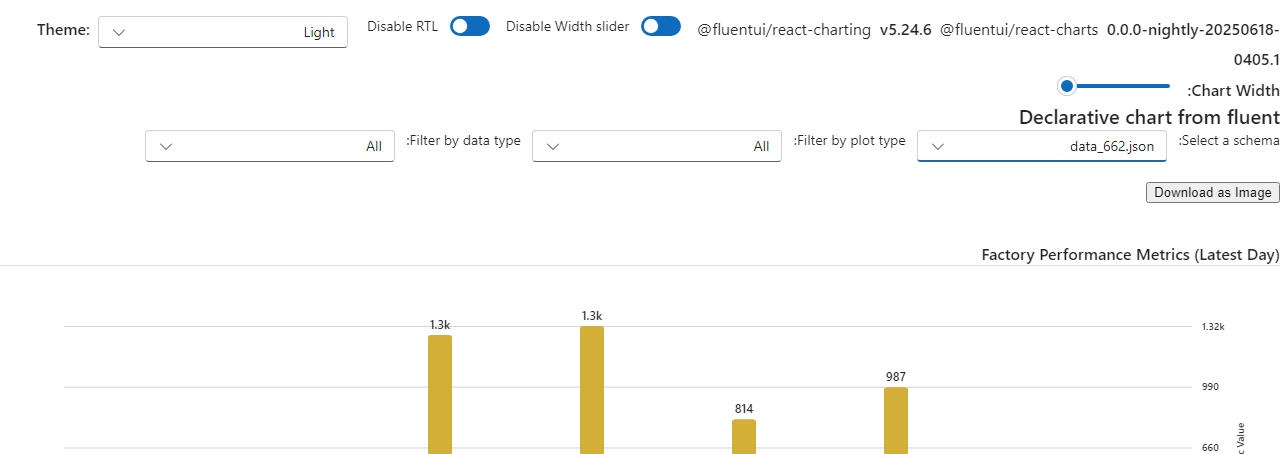 Theme: Light Disable RTL Disable Width slider @fluentui/react-charting v5.24.6 @fluentui/react-charts 0.0.0-nightly-20250618-
0405.1
:Chart Width
Declarative chart from fluent
:Select a schema data_662.json :Filter by plot type All :Filter by data type All
Download as Image
Factory Performance Metrics (Latest Day)
1.3k
1.3k
1.32k
987
990
814
660
Value